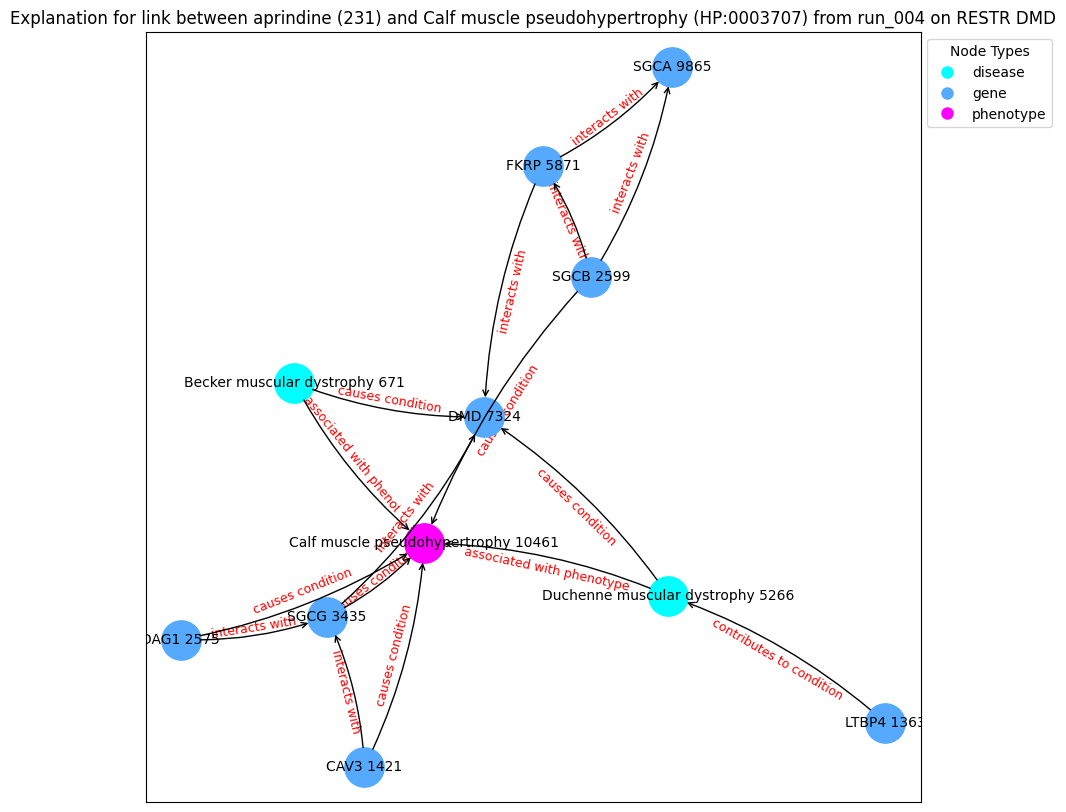 Explanation for link between aprindine (231) and Calf muscle pseudohypertrophy (HP:0003707) from run_004 on RESTR DMD
Node Types
disease
gene
phenotype
SGCA 9865
interacts with
FKRP 5871
interacts with
interacts with
SGCB 2599
interacts with
Becker muscular dystrophy 671
causes condition
DMD 7324
causes condition
associated with phenol
interacts with
causes condition
Calf muscle pseudohypertrophy 10461
associated with phenotype
Duchenne muscular dystrophy 5266
causes condition
uses condition
SGCG 3435
interacts with
DAG1 2575
contributes to condition
interacts with
causes condition
LTBP4 1363
CAV3 1421